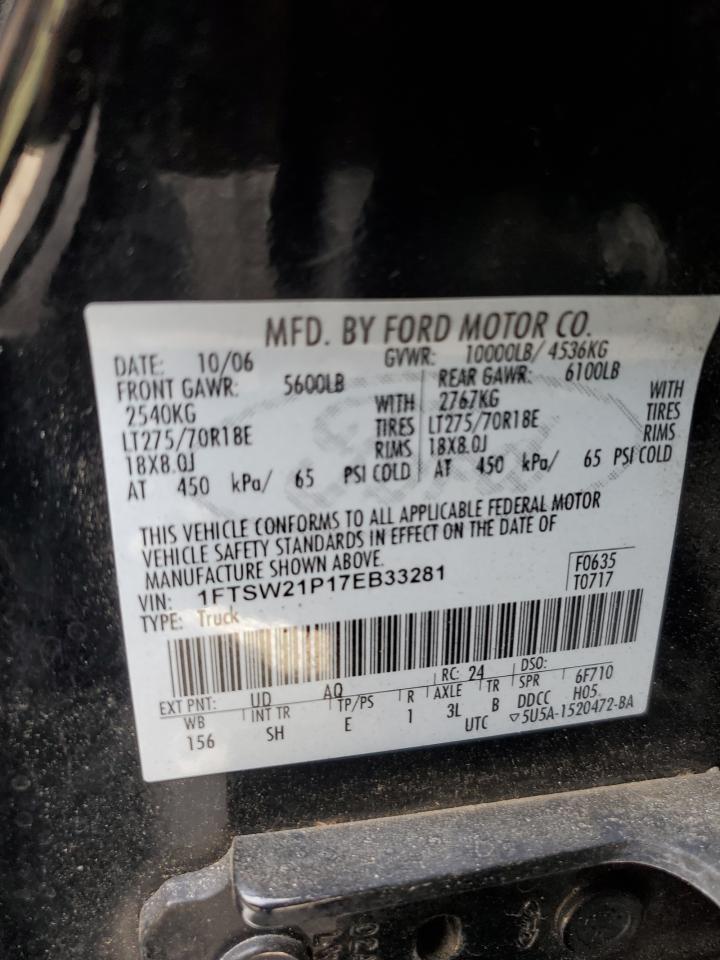 MFD. BY FORD MOTOR CO.
DATE: 10/06 GVWR: 10000LB/ 4536KG
FRONT GAWR: 5600LB REAR GAWR: 6100LB
2540KG WITH 2767KG WITH
LT275/70R18E TIRES LT275/70R18E TIRES
18X8.0J RIMS 18X8.0J RIMS
AT 450 kPa/ 65 PSI COLD AT 450 kPa/ 65 PSI COLD
THIS VEHICLE CONFORMS TO ALL APPLICABLE FEDERAL MOTOR
VEHICLE SAFETY STANDARDS IN EFFECT ON THE DATE OF
MANUFACTURE SHOWN ABOVE.
VIN: 1FTSW21P17EB33281 F0635
TYPE: Truck T0717
EXT PNT: UD AQ RC: 24 DSO:
WB INT TR TP/PS R AXLE TR SPR 6F710
156 SH E 1 3L B DDCC H05
UTC ▽5U5A-1520472-BA